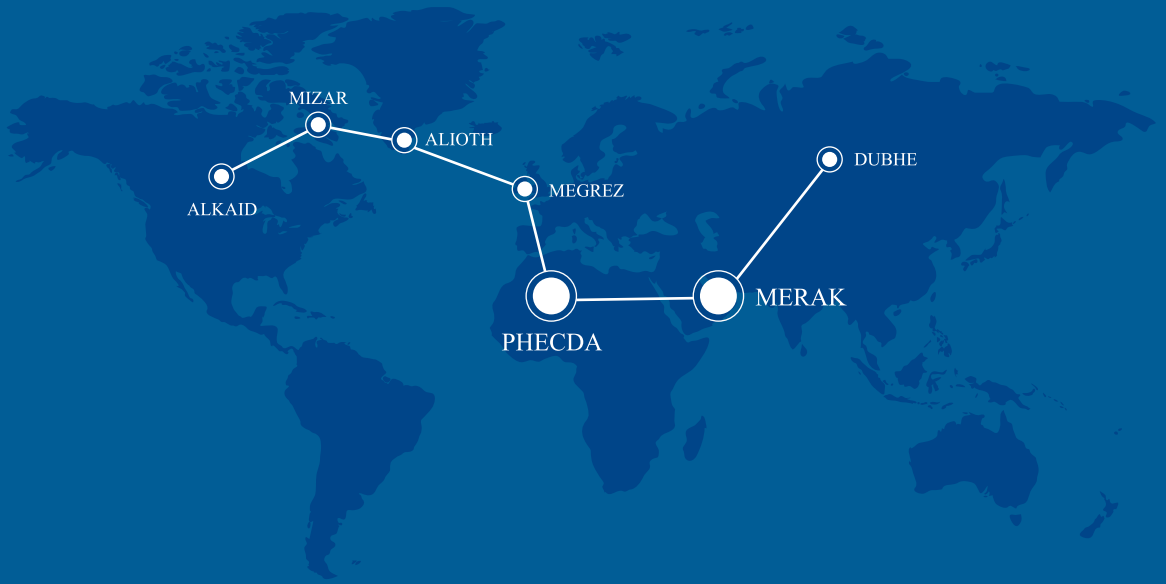 MIZAR
ALIOTH
DUBHE
MEGREZ
ALKAID
MERAK
PHECDA